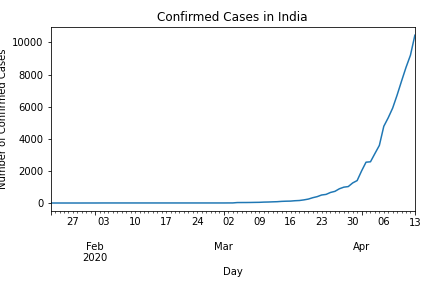 Confirmed Cases in India
Number of Confirmed Cases
10000
8000
6000
4000
2000
0
27 03 10 17 24 02 09 16 23 30 06 13
Feb Mar Apr
2020
Day